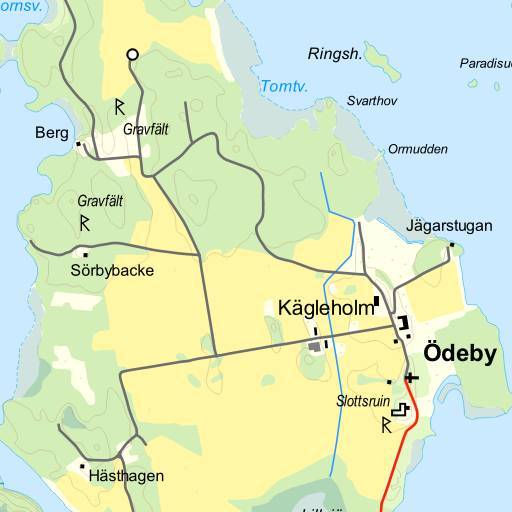 ornsv.
Ringsh.
Paradisu
Tomtv.
Svarthov
Gravfält
Berg
Ormudden
Gravfält
Jägarstugan
Sörbybacke
Kägleholm
Ödeby
Slottsruin
Hästhagen